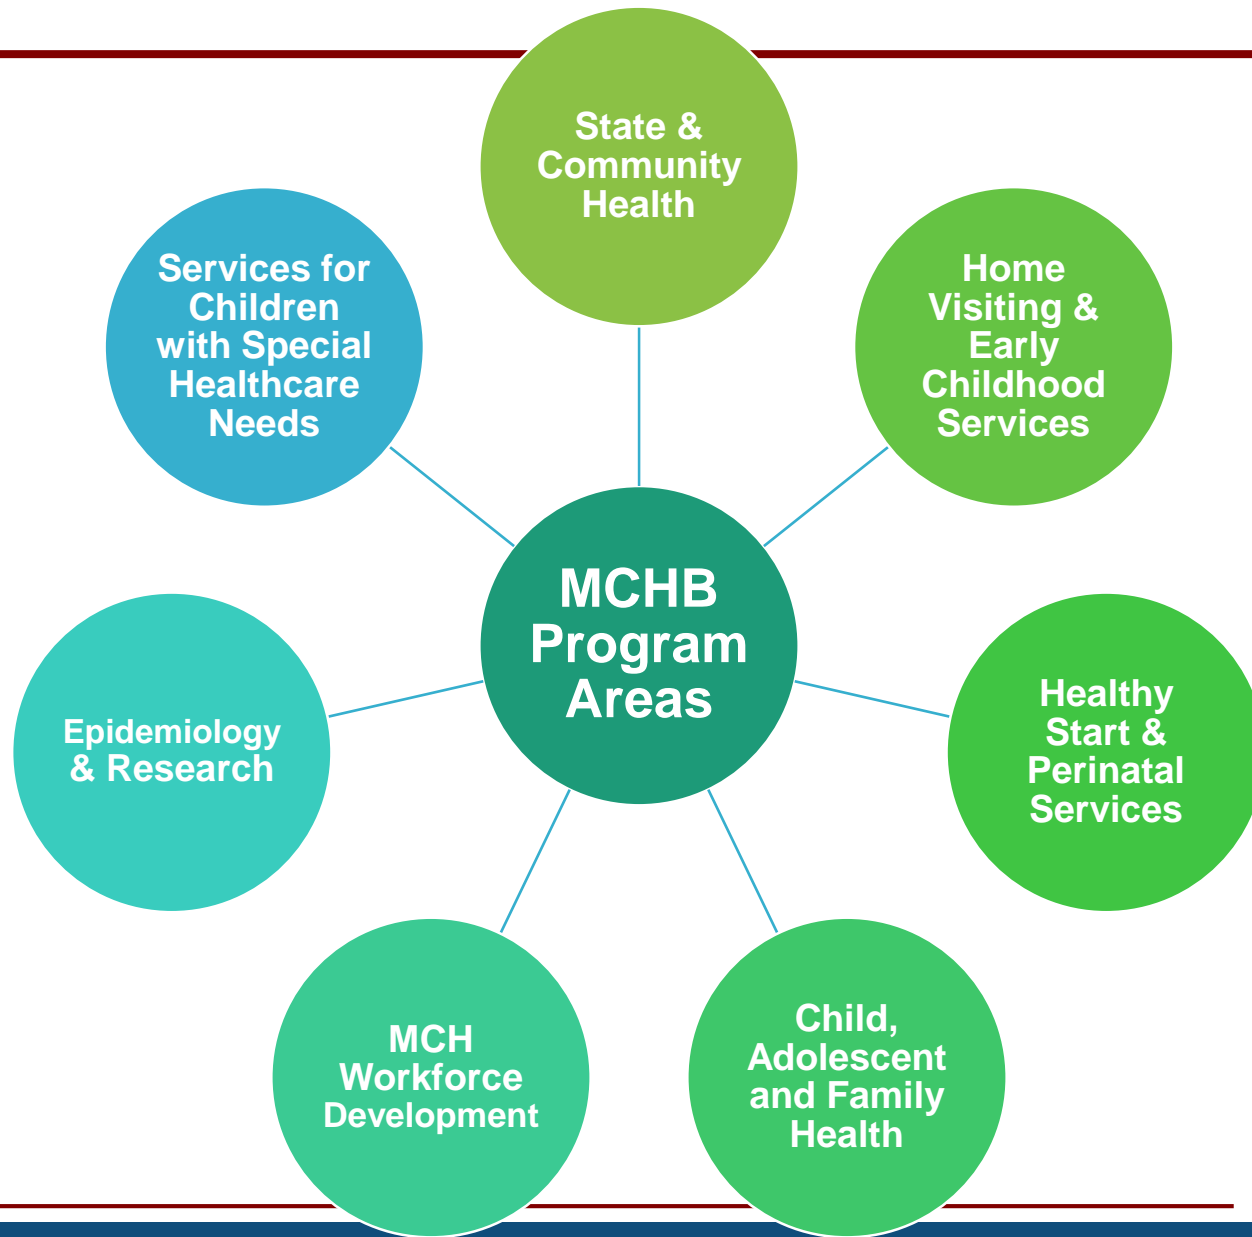 State &
Community
Health
Home
Visiting &
Early
Childhood
Services
Healthy
Start &
Perinatal
Services
Child,
Adolescent
and Family
Health
MCH
Workforce
Development
Epidemiology
& Research
Services for
Children
with Special
Healthcare
Needs
MCHB
Program
Areas